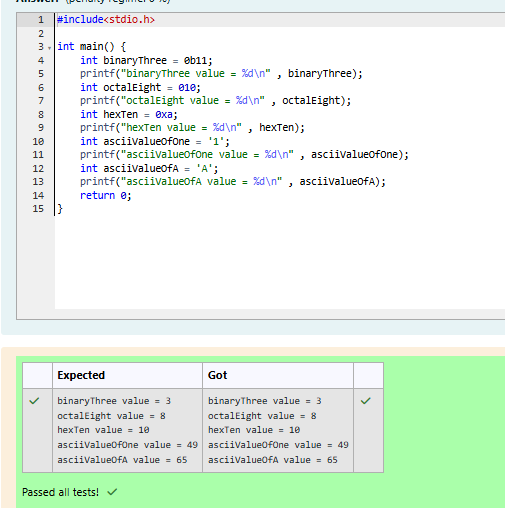 Answer: (penalty regime: 0 %)
1 #include<stdio.h>
2
3 int main() {
4 int binaryThree = 0b11;
5 printf("binaryThree value = %d\n" , binaryThree);
6 int octalEight = 010;
7 printf("octalEight value = %d\n" , octalEight);
8 int hexTen = 0xa;
9 printf("hexTen value = %d\n" , hexTen);
10 int asciiValueOfOne = '1';
11 printf("asciiValueOfOne value = %d\n" , asciiValueOfOne);
12 int asciiValueOfA = 'A';
13 printf("asciiValueOfA value = %d\n" , asciiValueOfA);
14 return 0;
15 }
Expected Got
binaryThree value = 3 binaryThree value = 3
octalEight value = 8 octalEight value = 8
hexTen value = 10 hexTen value = 10
asciiValueOfOne value = 49 asciiValueOfOne value = 49
asciiValueOfA value = 65 asciiValueOfA value = 65
Passed all tests!